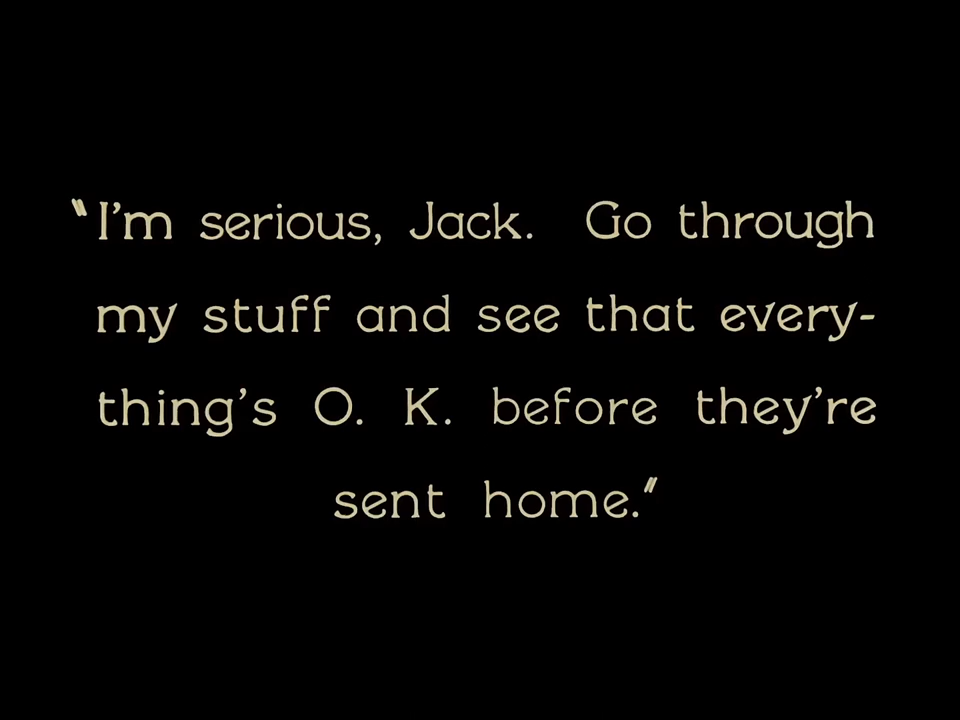 "I'm serious, Jack. Go through
my stuff and see that every-
thing's O. K. before they're
sent home."